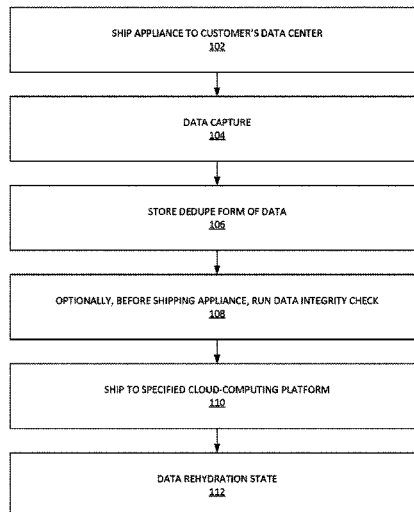 SHIP APPLIANCE TO CUSTOMER'S DATA CENTER
102
DATA CAPTURE
104
STORE DEDUPE FORM OF DATA
106
OPTIONALLY, BEFORE SHIPPING APPLIANCE, RUN DATA INTEGRITY CHECK
108
SHIP TO SPECIFIED CLOUD-COMPUTING PLATFORM
110
DATA REHYDRATION STATE
112